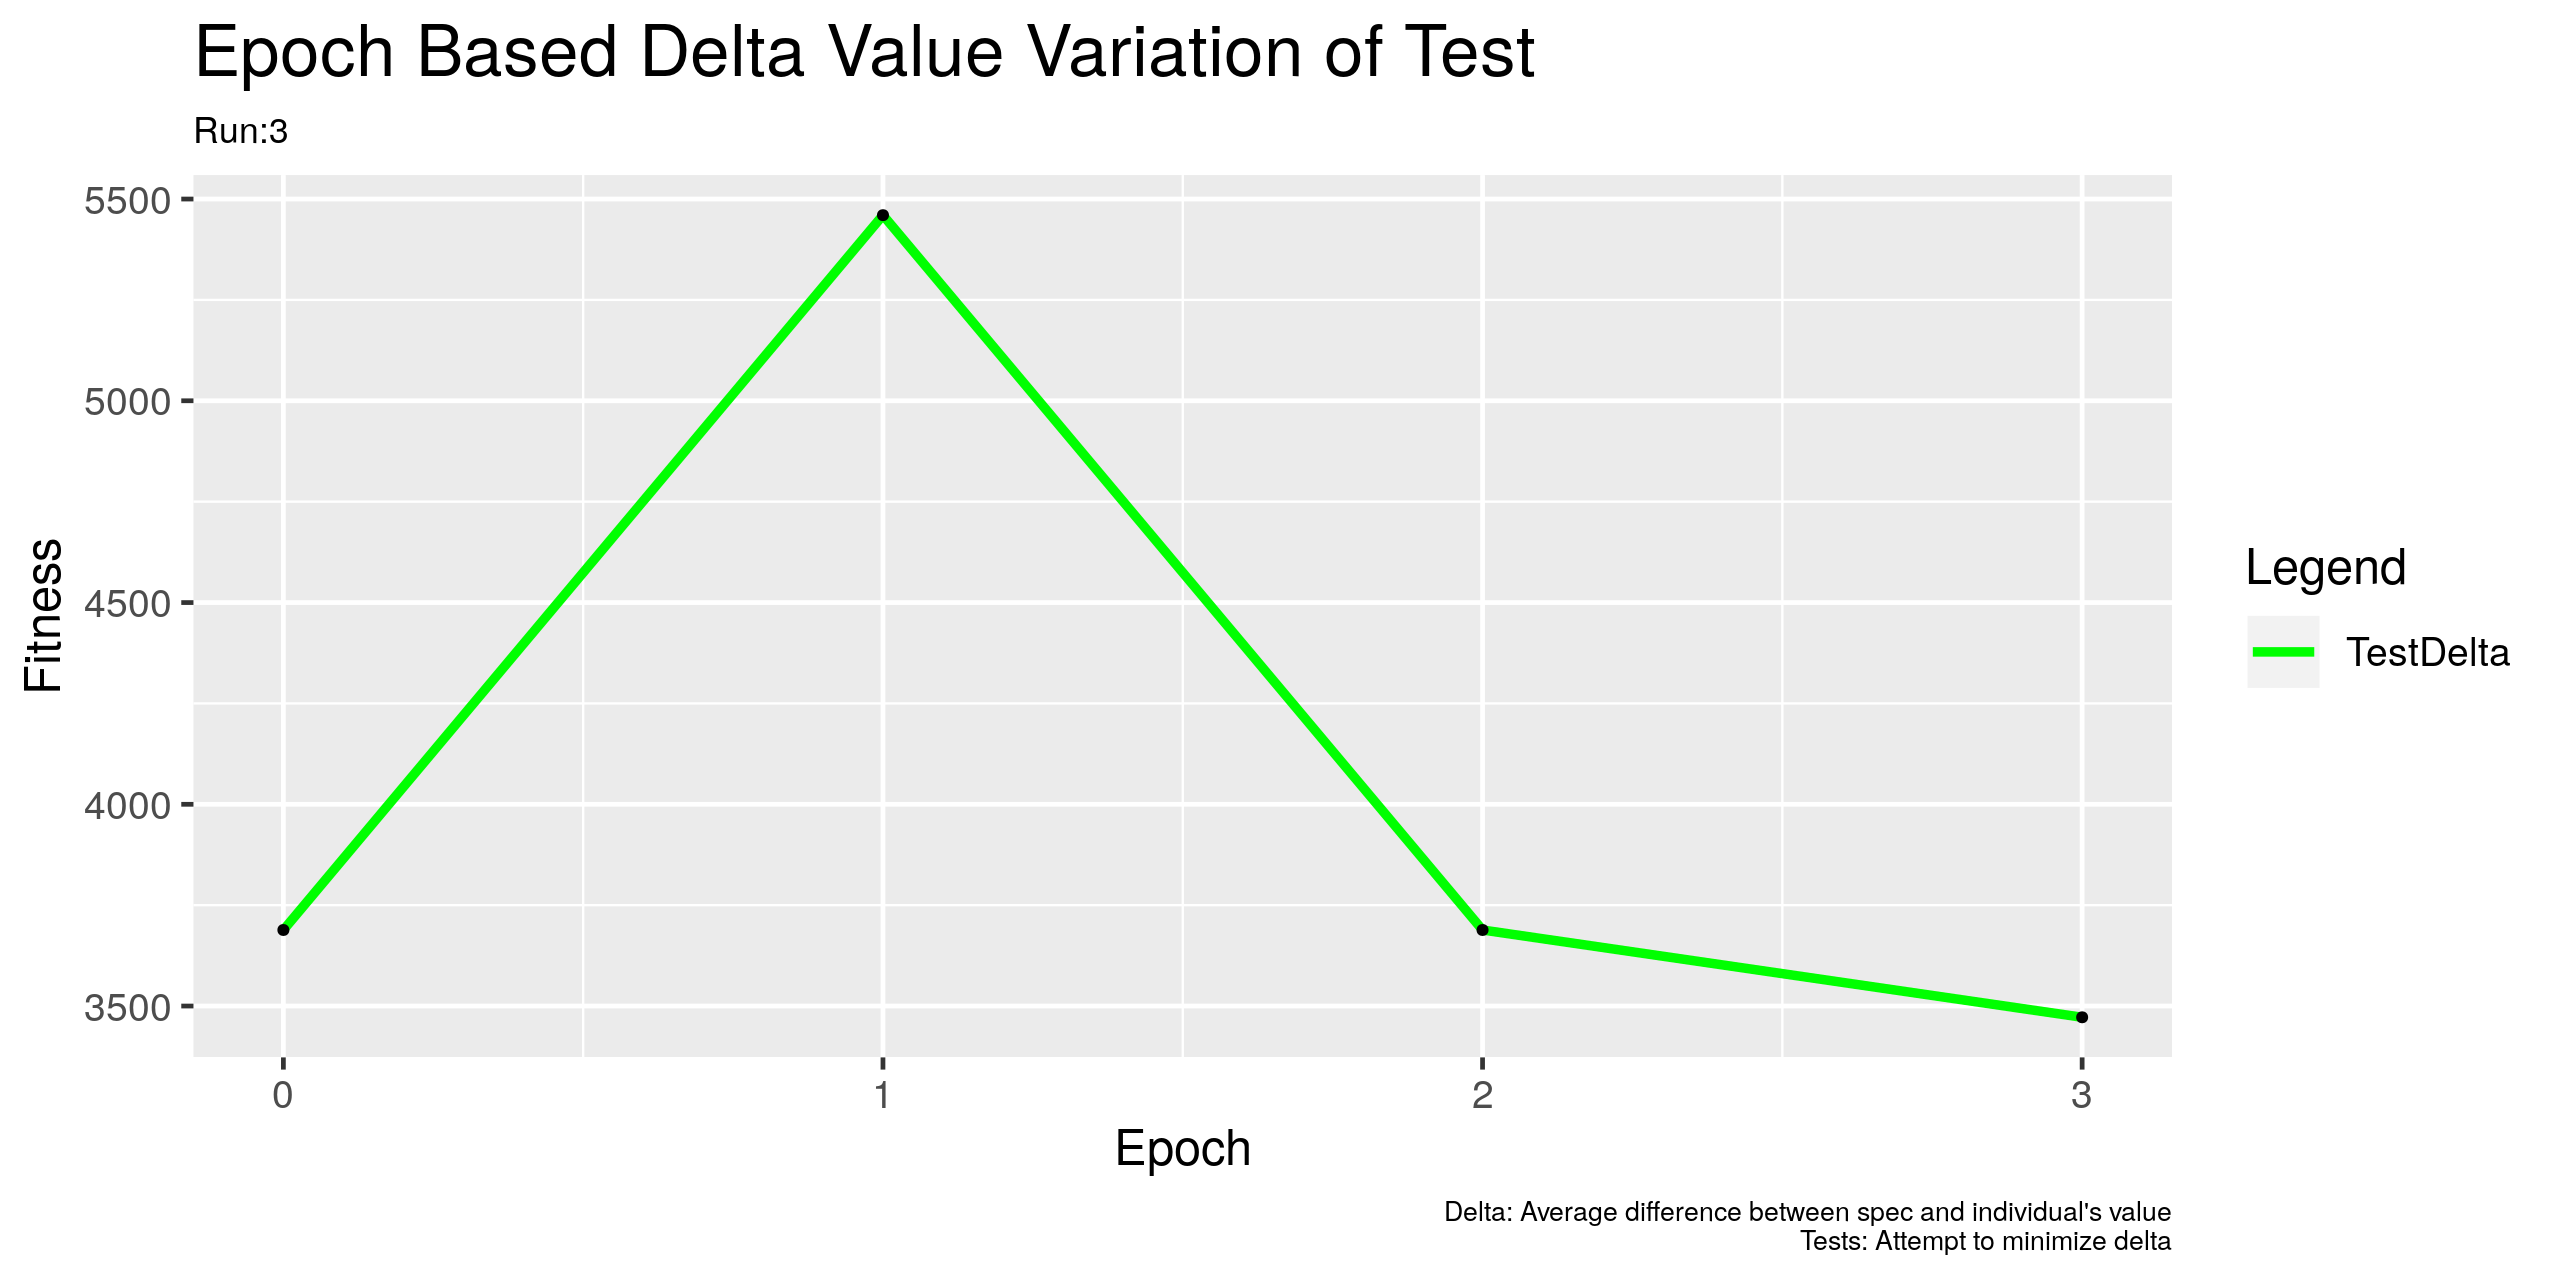 Epoch Based Delta Value Variation of Test
Run:3
5500
5000
4500
4000
3500
Fitness
0
1
2
3
Epoch
Legend
TestDelta
Delta: Average difference between spec and individual's value
Tests: Attempt to minimize delta